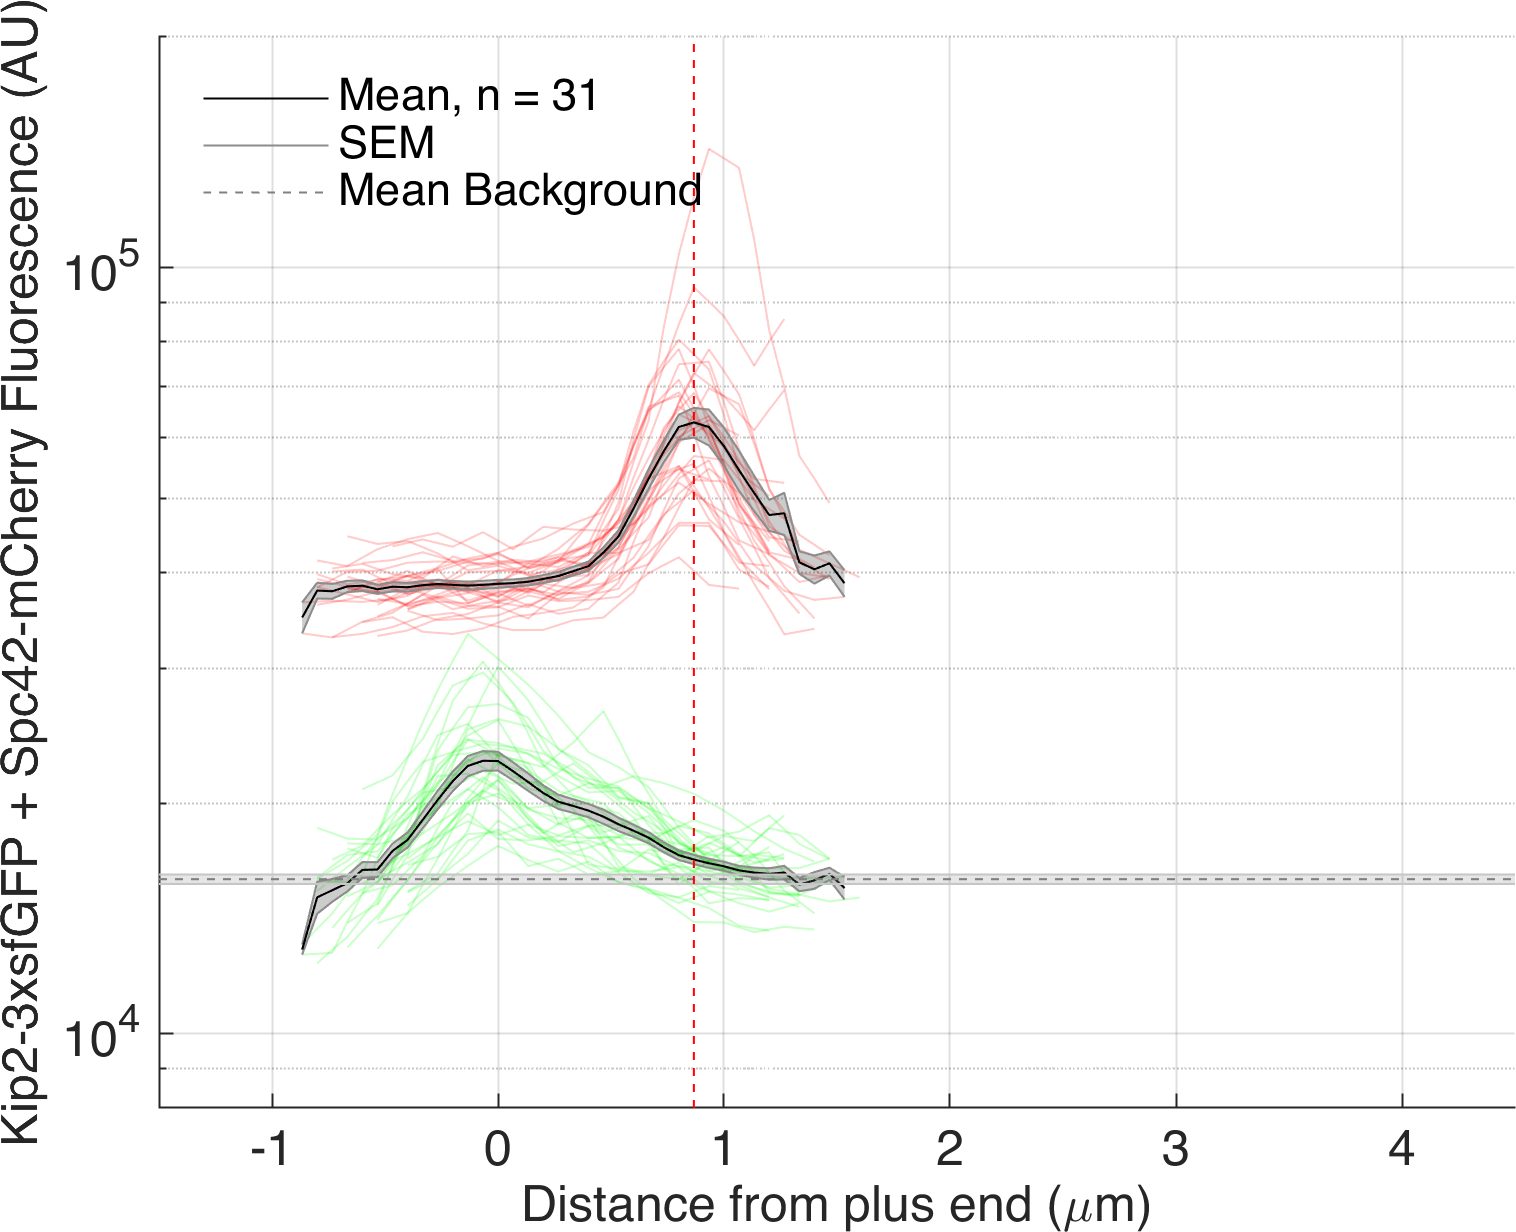 Kip2-3xsfGFP + Spc42-mCherry Fluorescence (AU)
Mean, n = 31
SEM
Mean Background
10^5
10^4
-1 0 1 2 3 4
Distance from plus end (μm)